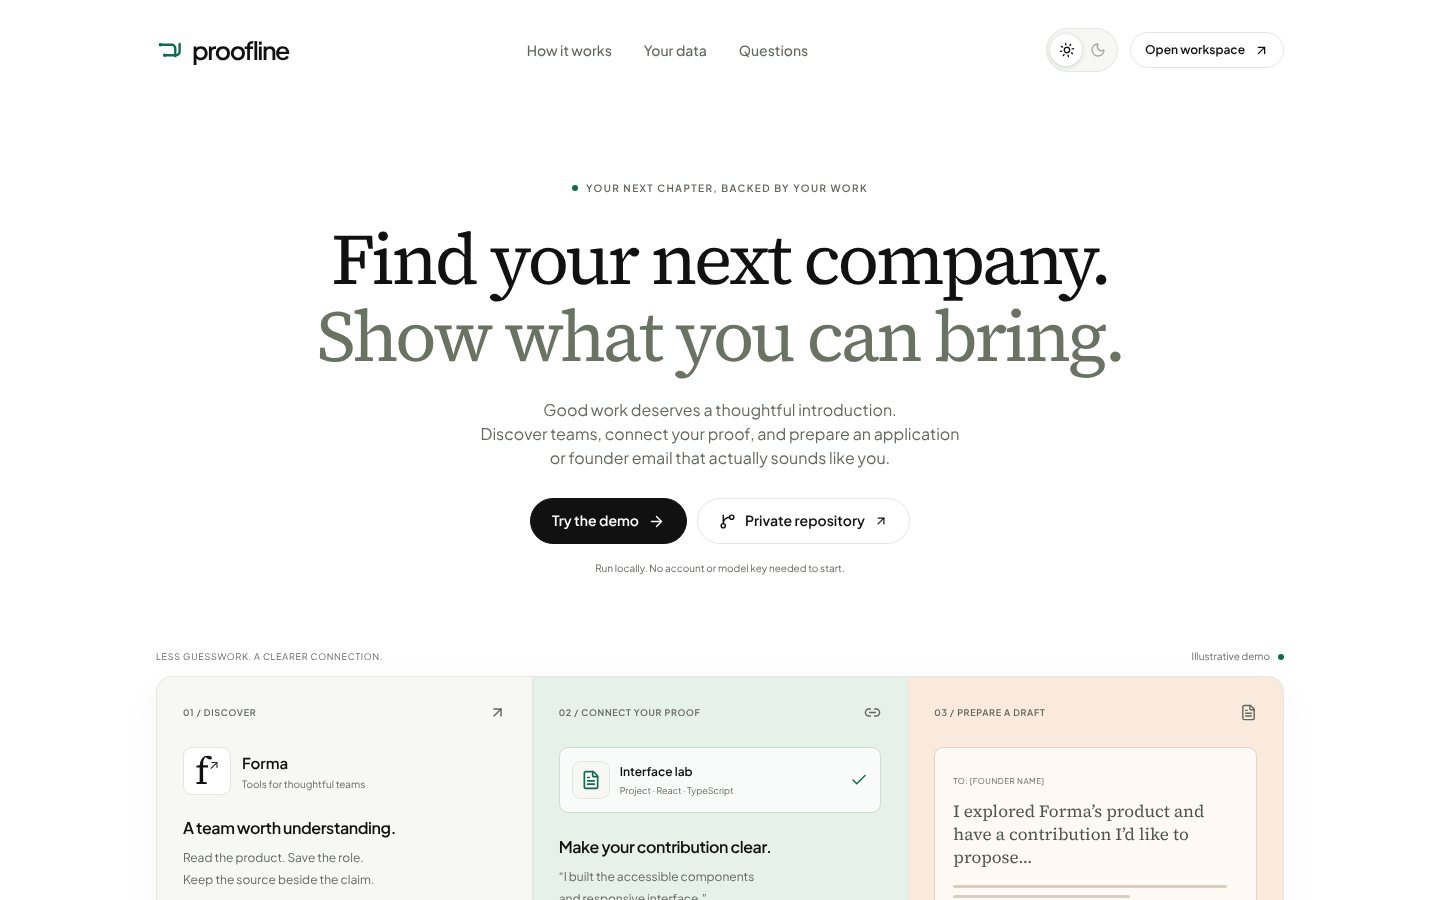 proofline
How it works
Your data
Questions
Open workspace
YOUR NEXT CHAPTER, BACKED BY YOUR WORK
Find your next company.
Show what you can bring.
Good work deserves a thoughtful introduction.
Discover teams, connect your proof, and prepare an application
or founder email that actually sounds like you.
Try the demo
Private repository
Run locally. No account or model key needed to start.
LESS GUESSWORK. A CLEARER CONNECTION.
Illustrative demo
01 / DISCOVER
f
Forma
Tools for thoughtful teams
A team worth understanding.
Read the product. Save the role.
Keep the source beside the claim.
02 / CONNECT YOUR PROOF
Interface lab
Project · React · TypeScript
Make your contribution clear.
“I built the accessible components
and responsive interface.”
03 / PREPARE A DRAFT
TO: [FOUNDER NAME]
I explored Forma’s product and
have a contribution I’d like to
propose...